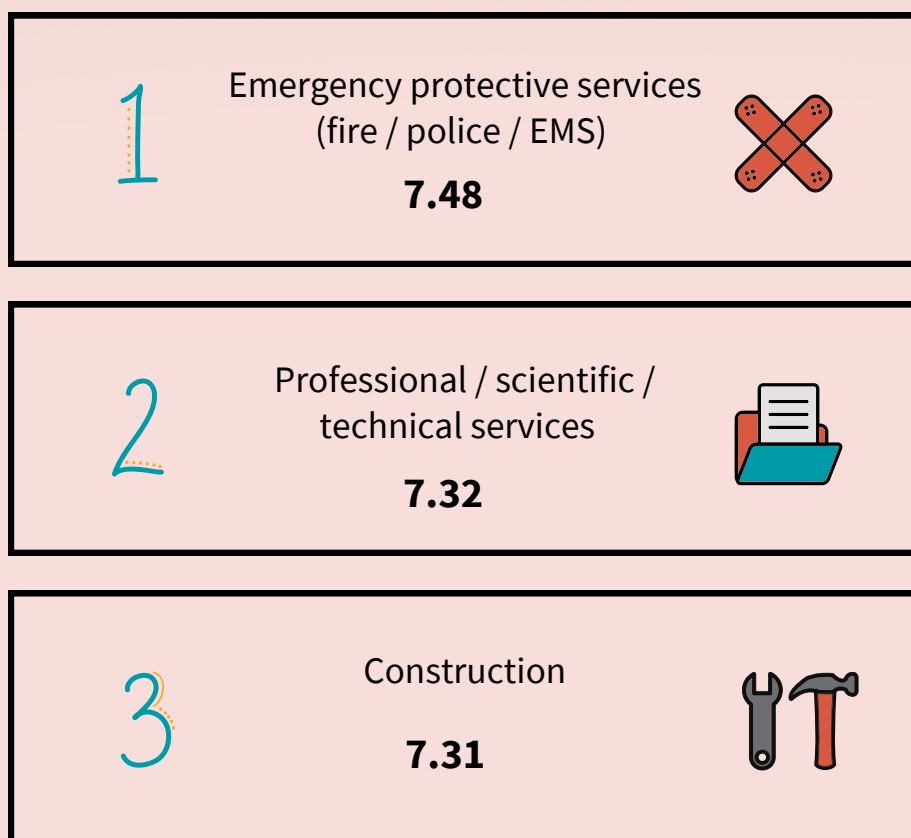 1
Emergency protective services
(fire / police / EMS)
7.48
2
Professional / scientific /
technical services
7.32
3
Construction
7.31